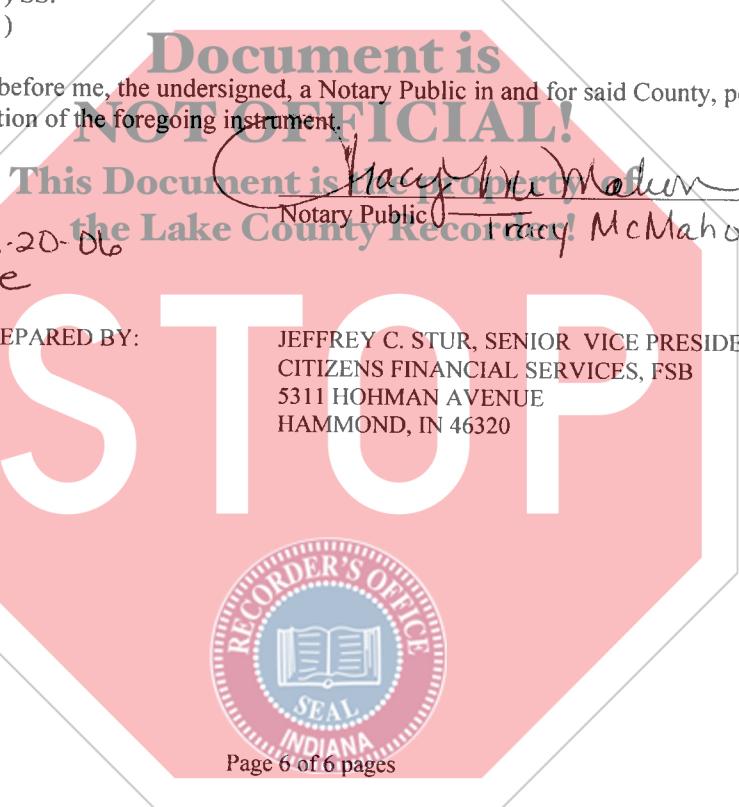 ) SS:
)
Document is
before me, the undersigned, a Notary Public in and for said County, pe
NOT OFFICIAL!
tion of the foregoing instrument.
This Document is the property of
Tracy McMahon
the Lake County Recorder!
Notary Public
Tracy McMaho
-20-06
STOP
EPARED BY:
JEFFREY C. STUR, SENIOR VICE PRESIDE
CITIZENS FINANCIAL SERVICES, FSB
5311 HOHMAN AVENUE
HAMMOND, IN 46320
RECORDER'S OFFICE
SEAL
INDIANA
Page 6 of 6 pages